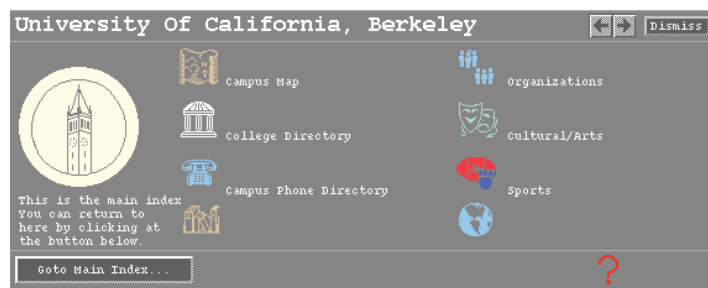 University Of California, Berkeley
Dismiss
Campus Map
Organizations
College Directory
Cultural/Arts
Campus Phone Directory
Sports
This is the main index
You can return to
here by clicking at
the button below.
Goto Main Index...
?